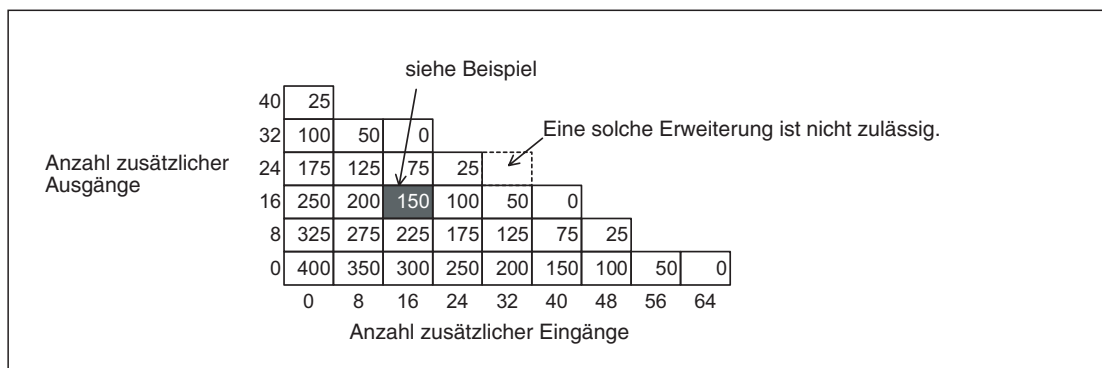 siehe Beispiel
40 25
32 100 50 0
Eine solche Erweiterung ist nicht zulässig.
Anzahl zusätzlicher
Ausgänge
24 175 125 75 25
16 250 200 150 100 50 0
8 325 275 225 175 125 75 25
0 400 350 300 250 200 150 100 50 0
0 8 16 24 32 40 48 56 64
Anzahl zusätzlicher Eingänge